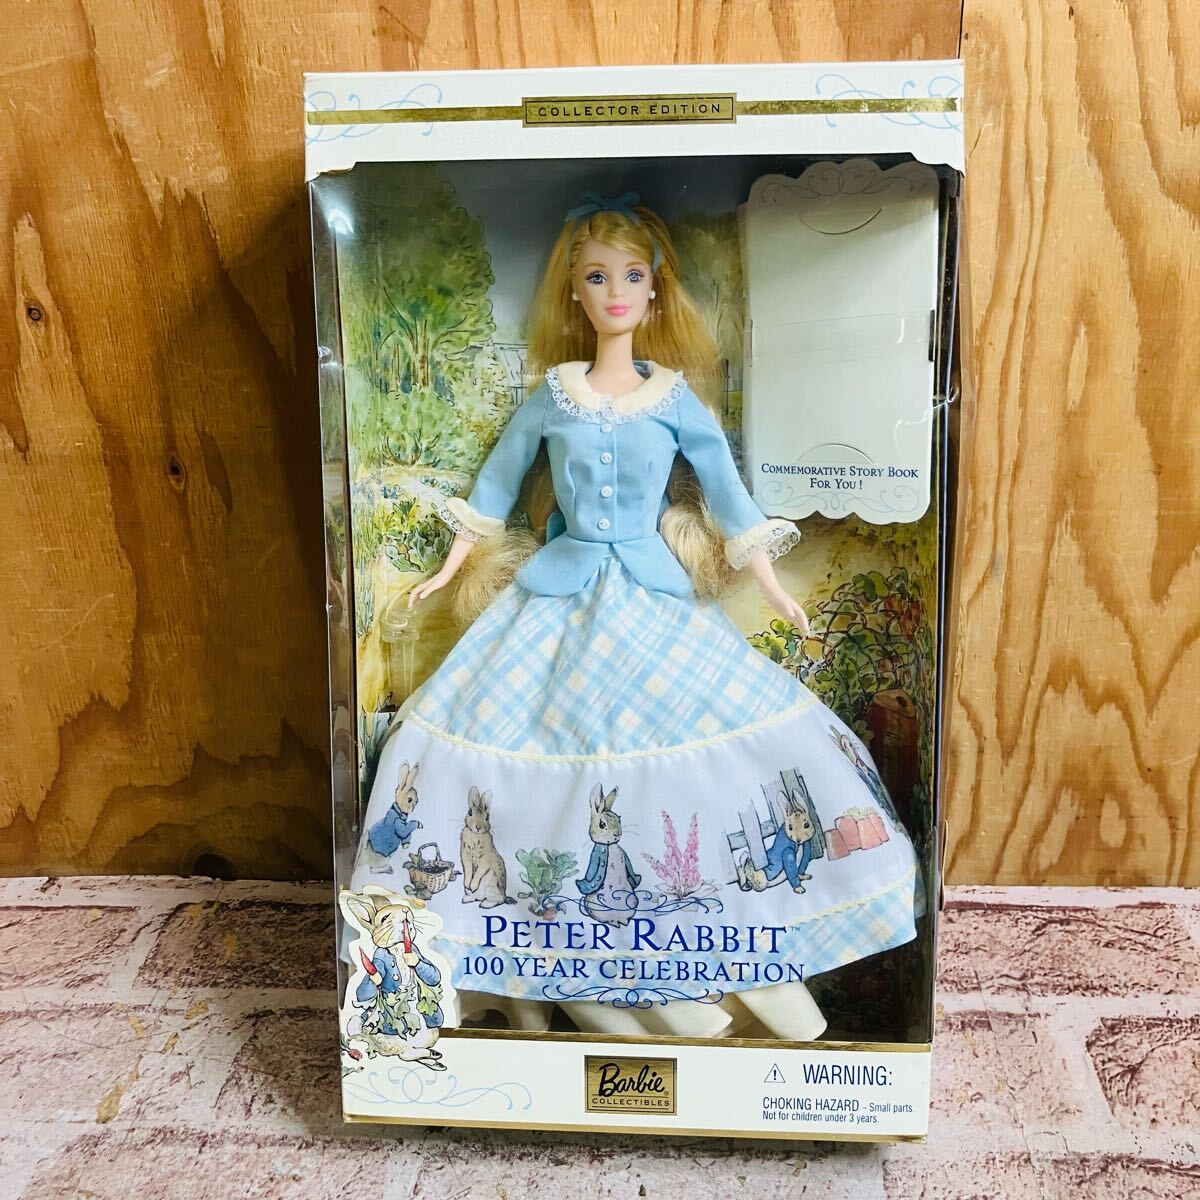 COLLECTOR EDITION
COMMEMORATIVE STORY BOOK
FOR YOU!
PETER RABBIT™
100 YEAR CELEBRATION
Barbie®
COLLECTIBLES
⚠ WARNING:
CHOKING HAZARD – Small parts.
Not for children under 3 years.